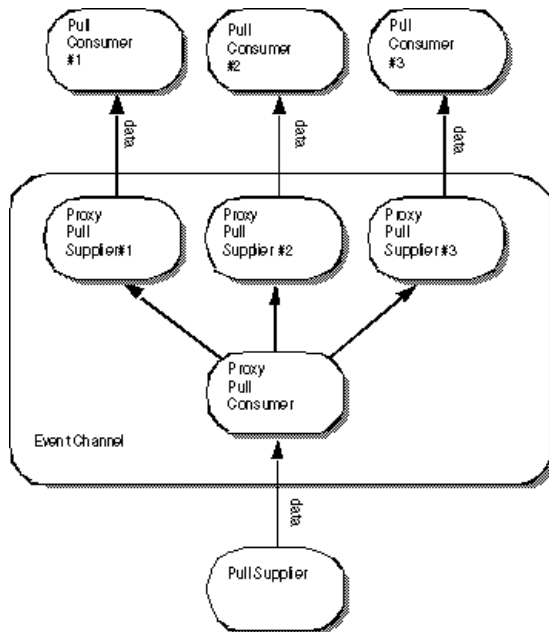 Pull
Consumer
#1
Pull
Consumer
#2
Pull
Consumer
#3
data
data
data
Proxy
Pull
Supplier#1
Proxy
Pull
Supplier #2
Proxy
Pull
Supplier #3
Proxy
Pull
Consumer
Event Channel
data
Pull Supplier